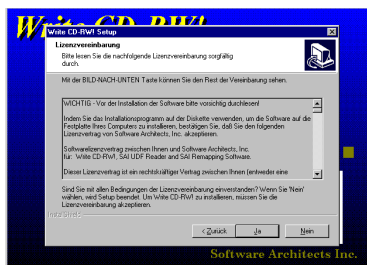 Write CD-RW!
Write CD-RW! Setup
Lizenzvereinbarung
Bitte lesen Sie die nachfolgende Lizenzvereinbarung sorgfältig
durch.
Mit der BILD-NACH-UNTEN Taste können Sie den Rest der Vereinbarung sehen.
WICHTIG - Vor der Installation der Software bitte vorsichtig durchlesen!
Indem Sie das Installationsprogramm auf der Diskette verwenden, um die Software auf die
Festplatte Ihres Computers zu installieren, bestätigen Sie, daß Sie den folgenden
Lizenzvertrag von Software Architects, Inc. akzeptieren.
Softwarelizenzvertrag zwischen Ihnen und Software Architects, Inc.
für: Write CD-RW!, SAI UDF Reader und SAI Remapping Software.
Dieser Lizenzvertrag ist ein rechtskräftiger Vertrag zwischen Ihnen (entweder eine
Sind Sie mit allen Bedingungen der Lizenzvereinbarung einverstanden? Wenn Sie 'Nein'
wählen, wird Setup beendet. Um Write CD-RW! zu installieren, müssen Sie die
Lizenzvereinbarung akzeptieren.
InstallShield
< Zurück
Ja
Nein
Software Architects Inc.